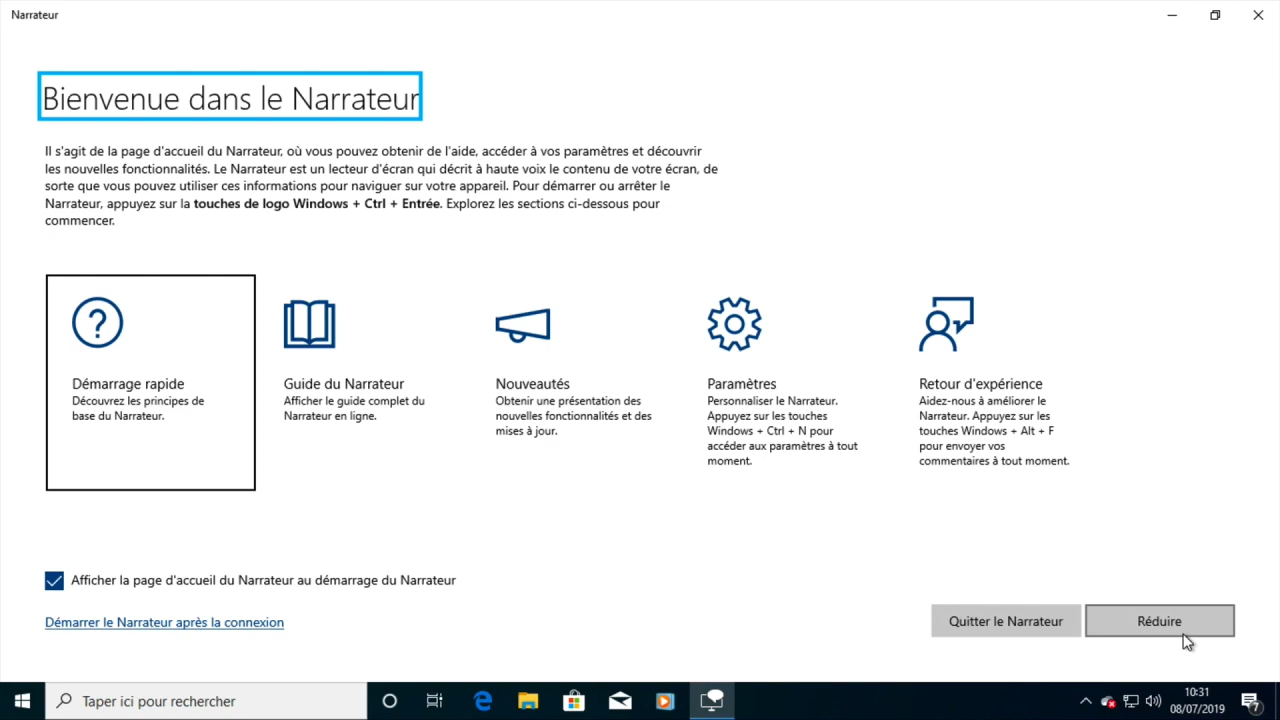 Narrateur
Bienvenue dans le Narrateur
Il s'agit de la page d'accueil du Narrateur, où vous pouvez obtenir de l'aide, accéder à vos paramètres et découvrir
les nouvelles fonctionnalités. Le Narrateur est un lecteur d'écran qui décrit à haute voix le contenu de votre écran, de
sorte que vous pouvez utiliser ces informations pour naviguer sur votre appareil. Pour démarrer ou arrêter le
Narrateur, appuyez sur la touches de logo Windows + Ctrl + Entrée. Explorez les sections ci-dessous pour
commencer.
Démarrage rapide
Découvrez les principes de
base du Narrateur.
Guide du Narrateur
Afficher le guide complet du
Narrateur en ligne.
Nouveautés
Obtenir une présentation des
nouvelles fonctionnalités et des
mises à jour.
Paramètres
Personnaliser le Narrateur.
Appuyez sur les touches
Windows + Ctrl + N pour
accéder aux paramètres à tout
moment.
Retour d'expérience
Aidez-nous à améliorer le
Narrateur. Appuyez sur les
touches Windows + Alt + F
pour envoyer vos
commentaires à tout moment.
Afficher la page d'accueil du Narrateur au démarrage du Narrateur
Démarrer le Narrateur après la connexion
Quitter le Narrateur
Réduire
Taper ici pour rechercher
10:31
08/07/2019
7